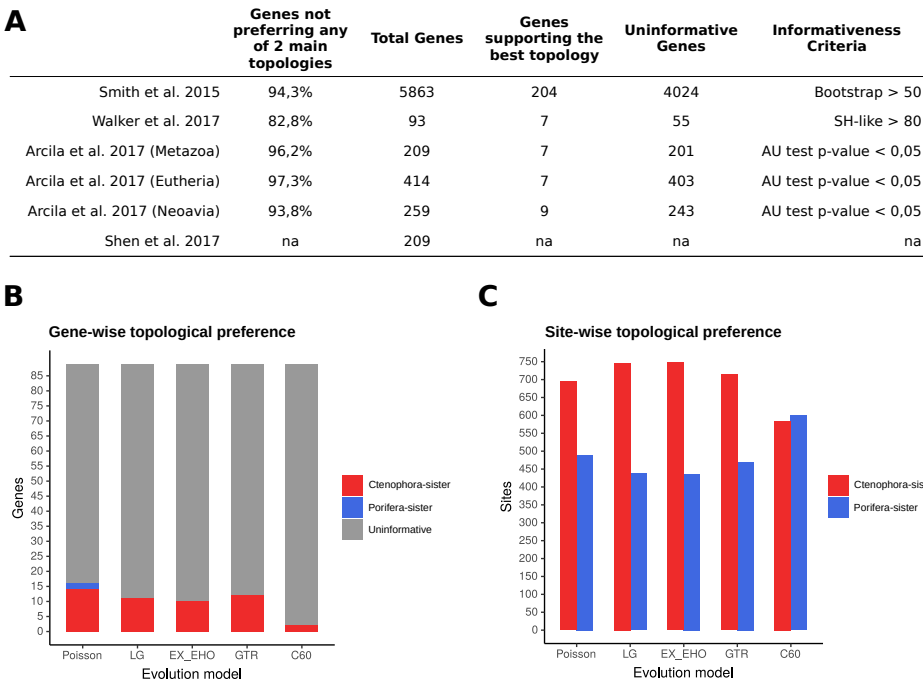 A
Genes not preferring any of 2 main topologies
Total Genes
Genes supporting the best topology
Uninformative Genes
Informativeness Criteria
Smith et al. 2015 94,3% 5863 204 4024 Bootstrap > 50
Walker et al. 2017 82,8% 93 7 55 SH-like > 80
Arcila et al. 2017 (Metazoa) 96,2% 209 7 201 AU test p-value < 0,05
Arcila et al. 2017 (Eutheria) 97,3% 414 7 403 AU test p-value < 0,05
Arcila et al. 2017 (Neoavia) 93,8% 259 9 243 AU test p-value < 0,05
Shen et al. 2017 na 209 na na na
B
Gene-wise topological preference
Genes
85
80
75
70
65
60
55
50
45
40
35
30
25
20
15
10
5
0
Poisson LG EX_EHO GTR C60
Evolution model
Ctenophora-sister
Porifera-sister
Uninformative
C
Site-wise topological preference
Sites
750
700
650
600
550
500
450
400
350
300
250
200
150
100
50
0
Poisson LG EX_EHO GTR C60
Evolution model
Ctenophora-sis
Porifera-sister